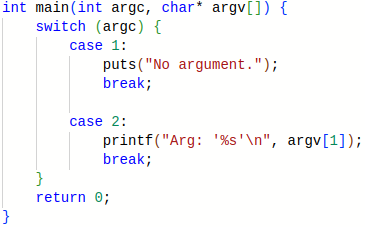 int main(int argc, char* argv[]) {
    switch (argc) {
        case 1:
            puts("No argument.");
            break;

        case 2:
            printf("Arg: '%s'\n", argv[1]);
            break;
    }
    return 0;
}